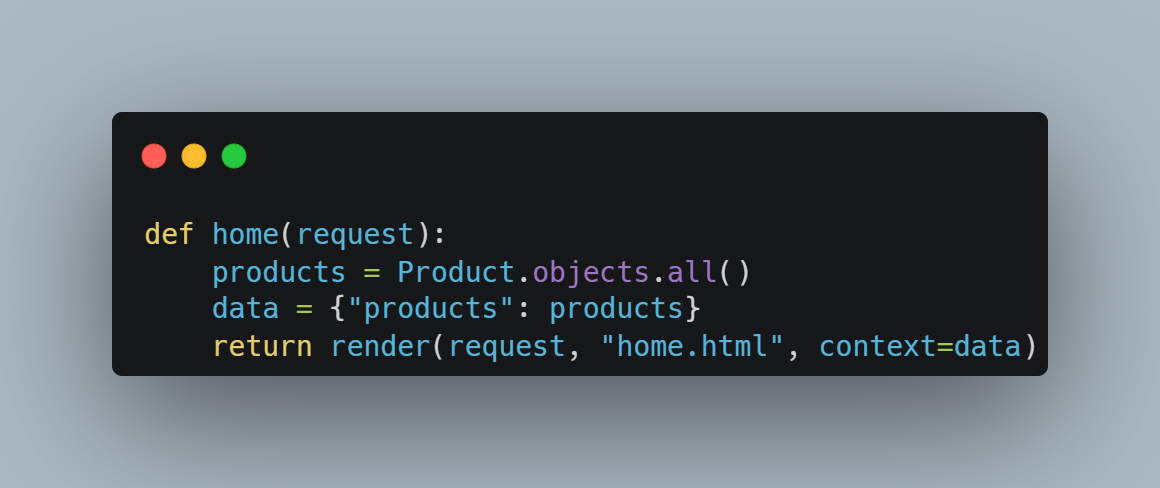 def home(request):
    products = Product.objects.all()
    data = {"products": products}
    return render(request, "home.html", context=data)